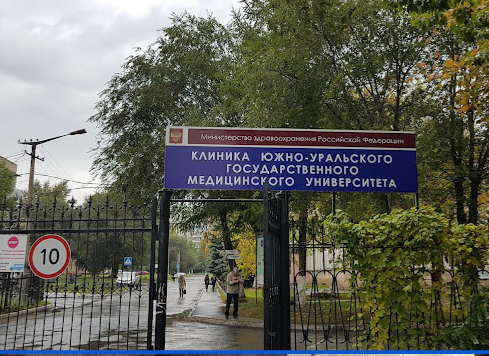 Министерство здравоохранения Российской Федерации
КЛИНИКА ЮЖНО-УРАЛЬСКОГО
ГОСУДАРСТВЕННОГО
МЕДИЦИНСКОГО УНИВЕРСИТЕТА
10